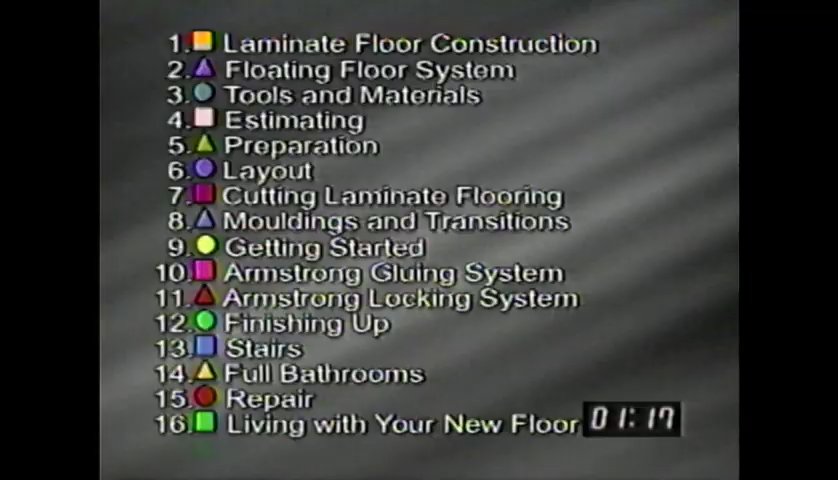 1. Laminate Floor Construction
2. Floating Floor System
3. Tools and Materials
4. Estimating
5. Preparation
6. Layout
7. Cutting Laminate Flooring
8. Mouldings and Transitions
9. Getting Started
10. Armstrong Gluing System
11. Armstrong Locking System
12. Finishing Up
13. Stairs
14. Full Bathrooms
15. Repair
16. Living with Your New Floor
01:17